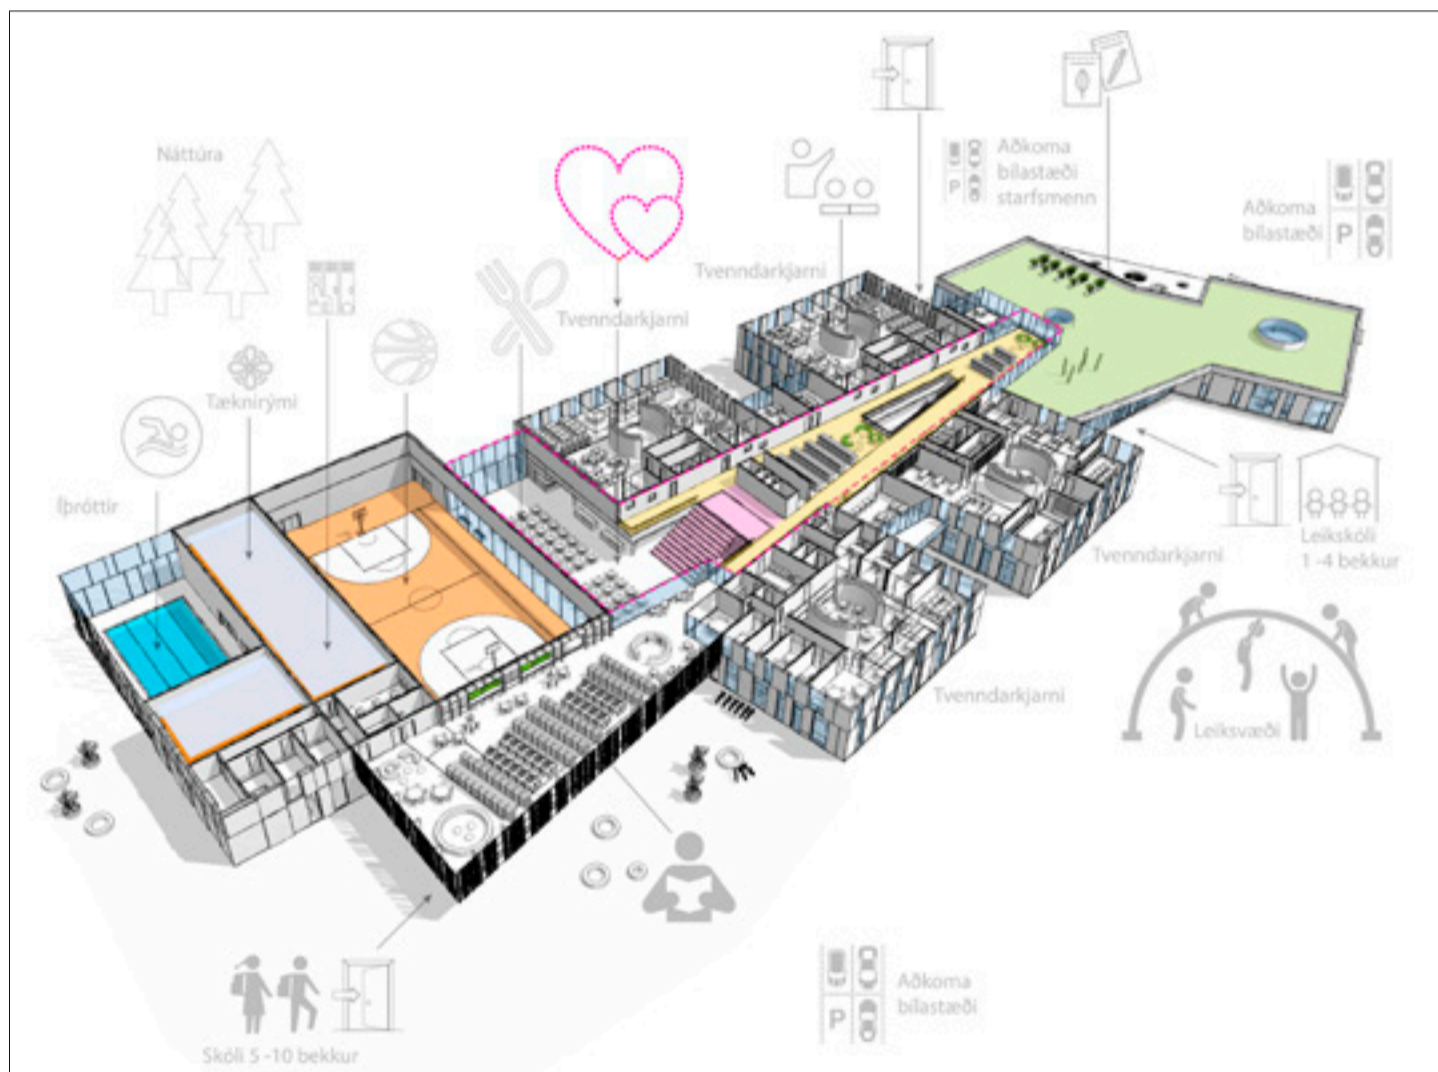 Náttúra
Aðkoma
bílastæði
starfsmenn
P
Aðkoma
bílastæði
P
Tvenndarkjarni
Tvenndarkjarni
Tæknirými
Íþróttir
Leikskóli
1 -4 bekkur
Tvenndarkjarni
Tvenndarkjarni
Leiksvæði
Aðkoma
bílastæði
P
Skóli 5 -10 bekkur